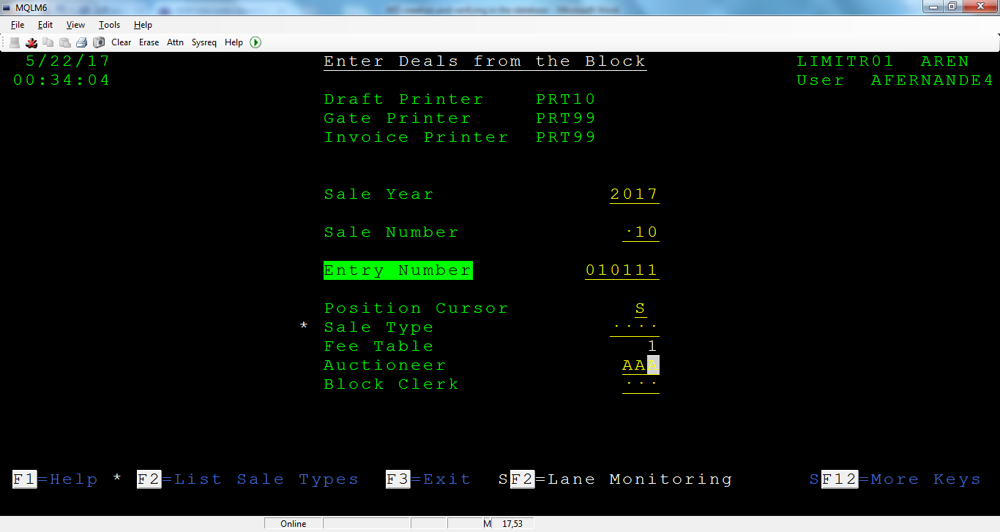 MQLM6
File Edit View Tools Help
Clear Erase Attn Sysreq Help
5/22/17 Enter Deals from the Block LIMITR01 AREN
00:34:04 User AFERNANDE4
Draft Printer PRT10
Gate Printer PRT99
Invoice Printer PRT99
Sale Year 2017
Sale Number ·10
Entry Number 010111
Position Cursor S
* Sale Type ····
Fee Table 1
Auctioneer AAA
Block Clerk ···
F1=Help * F2=List Sale Types F3=Exit SF2=Lane Monitoring SF12=More Keys
Online M 17,53